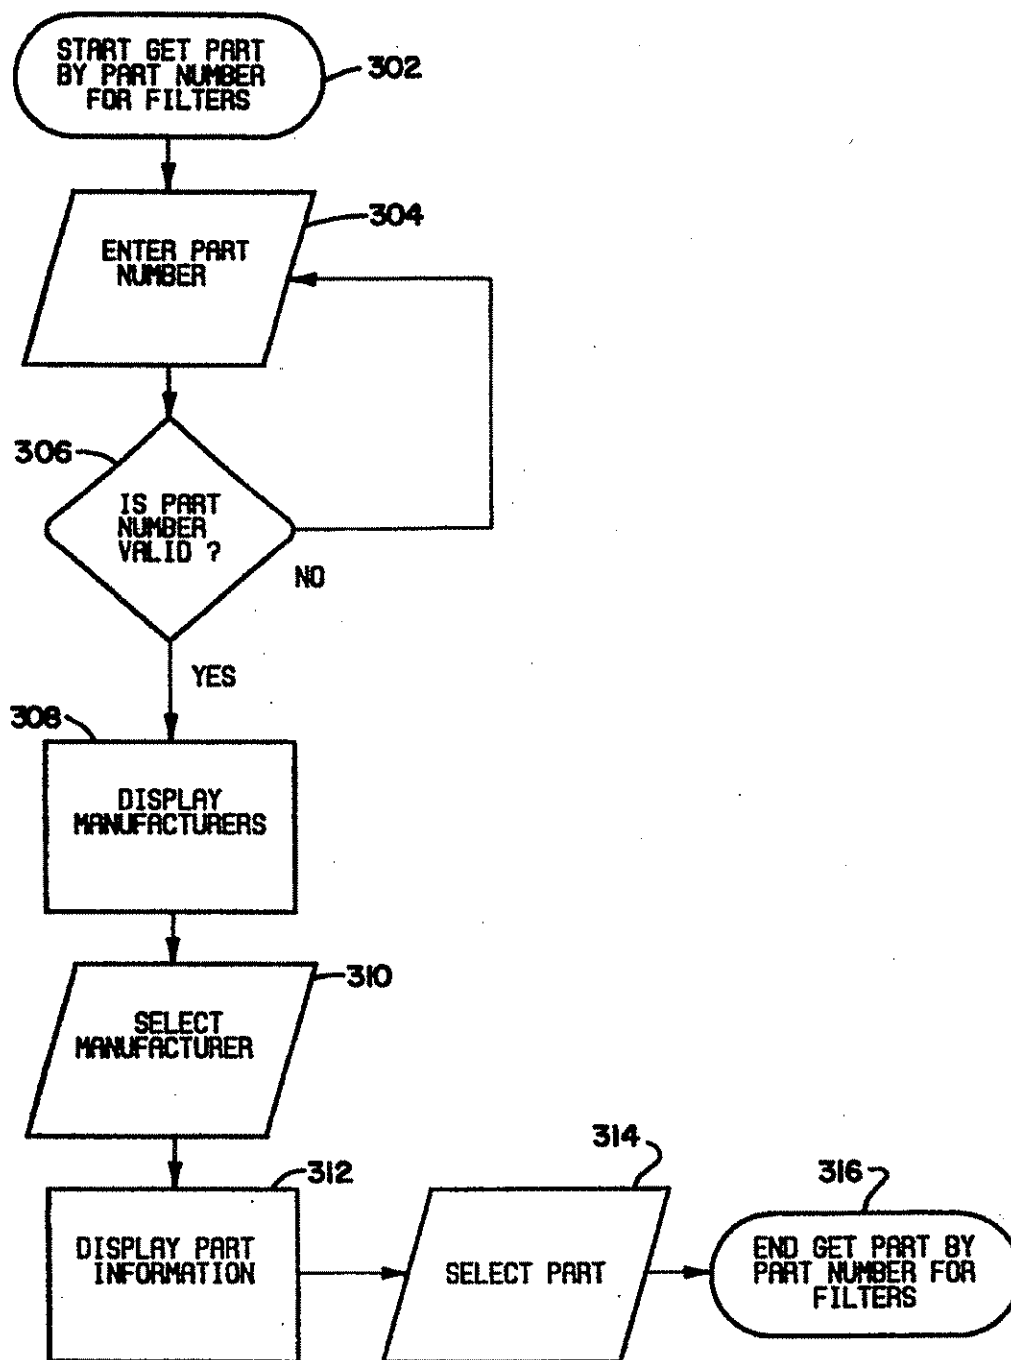 START GET PART
BY PART NUMBER
FOR FILTERS
302
304
ENTER PART
NUMBER
306
IS PART
NUMBER
VALID ?
NO
YES
308
DISPLAY
MANUFACTURERS
310
SELECT
MANUFACTURER
312
DISPLAY PART
INFORMATION
314
SELECT PART
316
END GET PART BY
PART NUMBER FOR
FILTERS